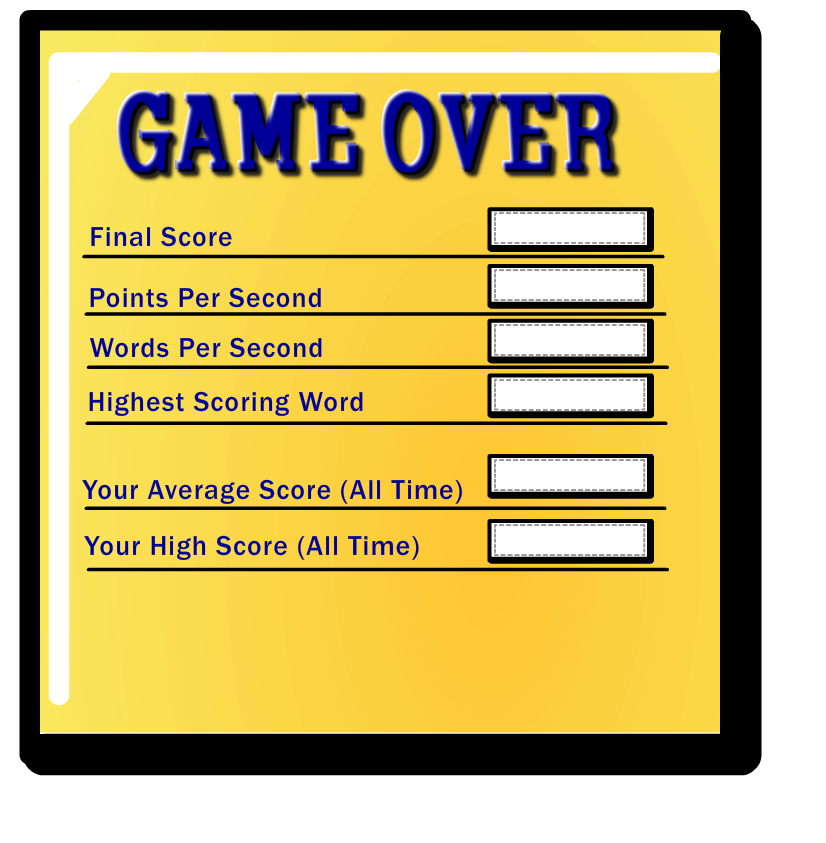 GAME OVER
Final Score
Points Per Second
Words Per Second
Highest Scoring Word
Your Average Score (All Time)
Your High Score (All Time)